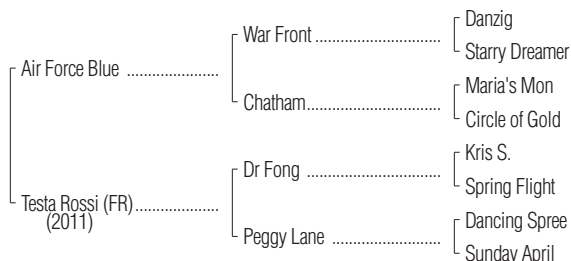 Danzig
War Front ..............................
Starry Dreamer
Air Force Blue ......................
Maria's Mon
Chatham................................
Circle of Gold
Kris S.
Dr Fong ................................
Spring Flight
Testa Rossi (FR) ....................
(2011)
Dancing Spree
Peggy Lane ..........................
Sunday April